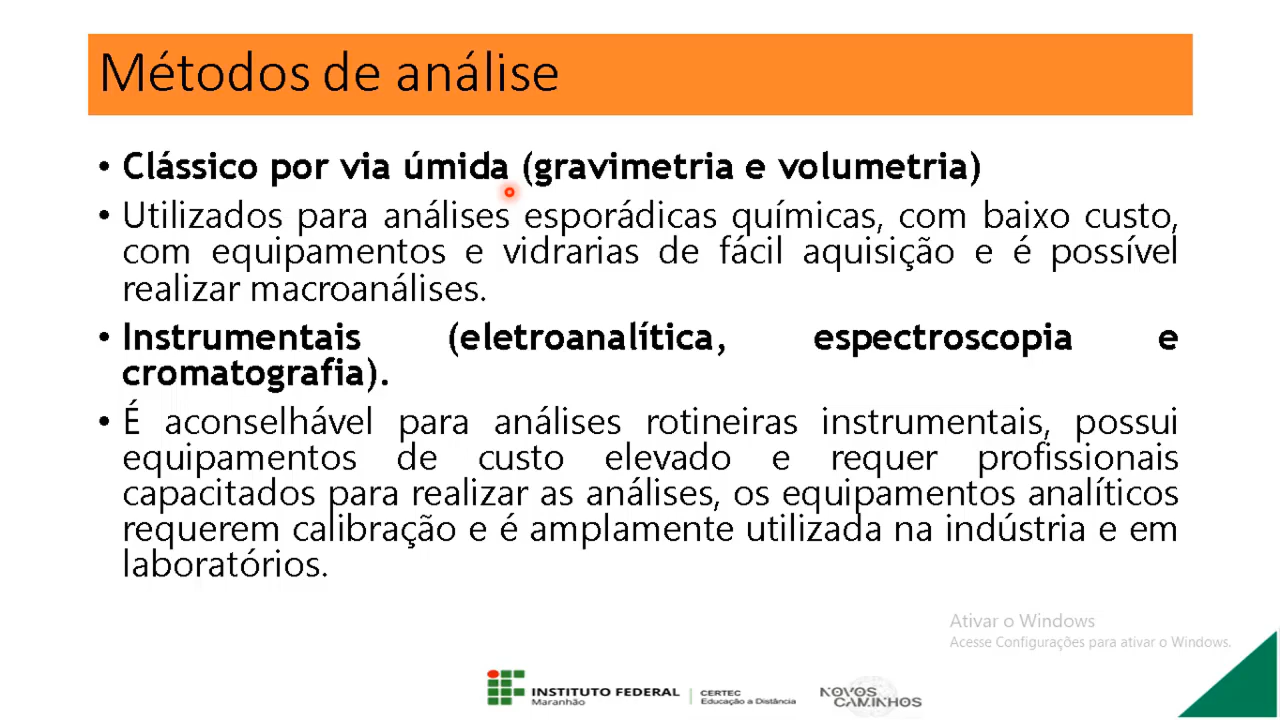 Métodos de análise
• Clássico por via úmida (gravimetria e volumetria)
• Utilizados para análises esporádicas químicas, com baixo custo,
com equipamentos e vidrarias de fácil aquisição e é possível
realizar macroanálises.
• Instrumentais (eletroanalítica, espectroscopia e
cromatografia).
• É aconselhável para análises rotineiras instrumentais, possui
equipamentos de custo elevado e requer profissionais
capacitados para realizar as análises, os equipamentos analíticos
requerem calibração e é amplamente utilizada na indústria e em
laboratórios.
Ativar o Windows
Acesse Configurações para ativar o Windows.
INSTITUTO FEDERAL
Maranhão
CERTEC
Educação a Distância
NOVOS
CAMINHOS